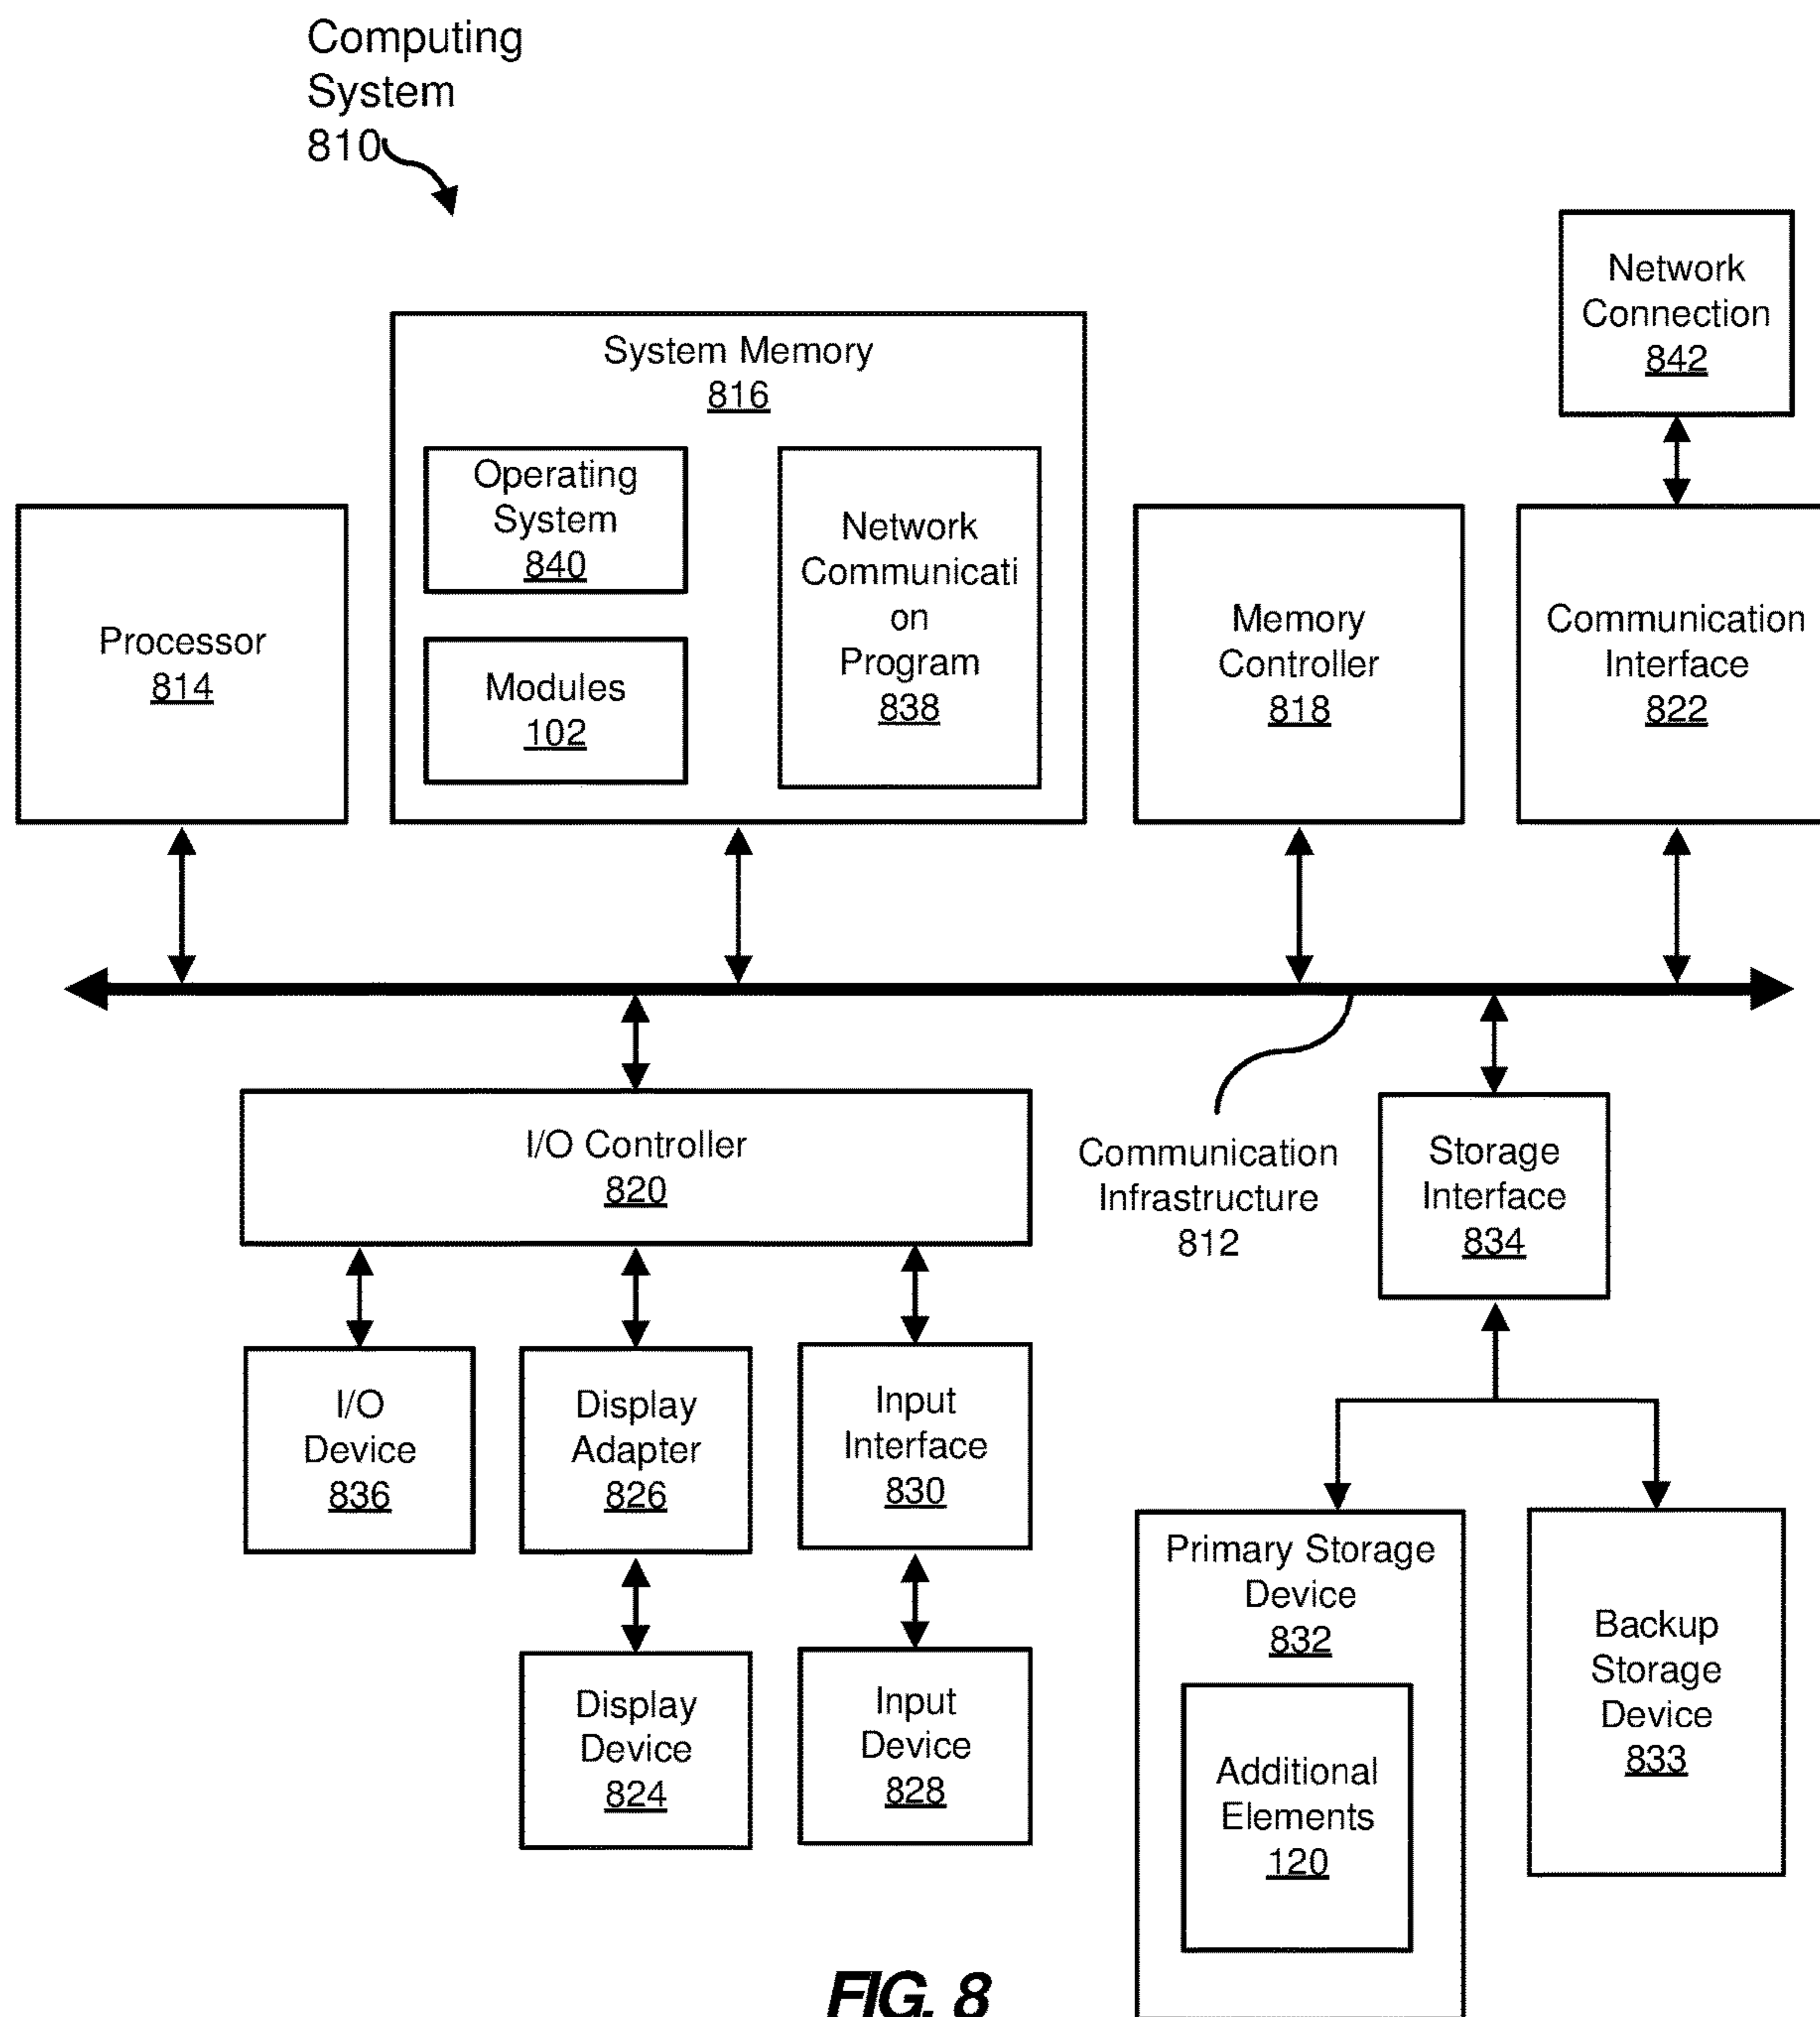 Computing
System
810
Network
Connection
842
System Memory
816
Operating
System
840
Modules
102
Network
Communicati
on
Program
838
Processor
814
Memory
Controller
818
Communication
Interface
822
I/O Controller
820
Communication
Infrastructure
812
Storage
Interface
834
I/O
Device
836
Display
Adapter
826
Input
Interface
830
Display
Device
824
Input
Device
828
Primary Storage
Device
832
Additional
Elements
120
Backup
Storage
Device
833
FIG. 8